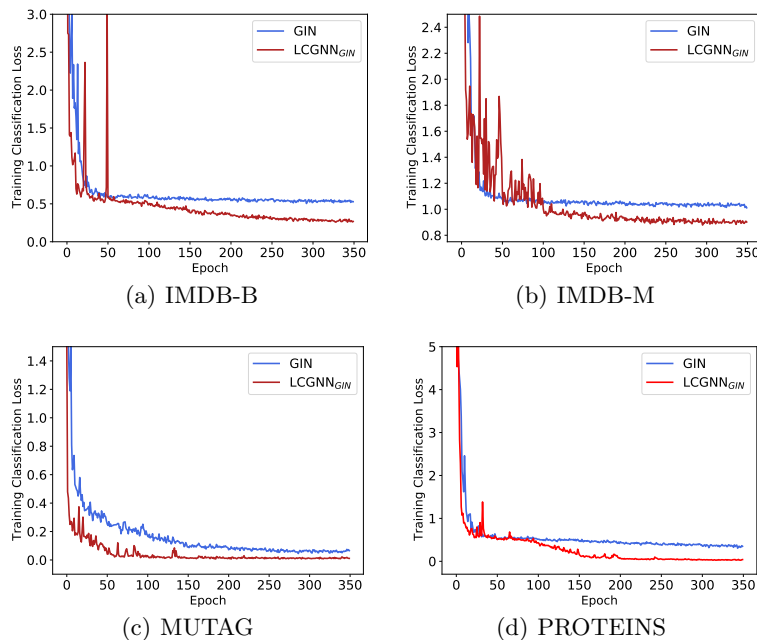 3.0
2.5
2.0
1.5
1.0
0.5
0.0
Training Classification Loss
0 50 100 150 200 250 300 350
Epoch
GIN
LCGNN_GIN
(a) IMDB-B
2.4
2.2
2.0
1.8
1.6
1.4
1.2
1.0
0.8
Training Classification Loss
0 50 100 150 200 250 300 350
Epoch
GIN
LCGNN_GIN
(b) IMDB-M
1.4
1.2
1.0
0.8
0.6
0.4
0.2
0.0
Training Classification Loss
0 50 100 150 200 250 300 350
Epoch
GIN
LCGNN_GIN
(c) MUTAG
5
4
3
2
1
0
Training Classification Loss
0 50 100 150 200 250 300 350
Epoch
GIN
LCGNN_GIN
(d) PROTEINS